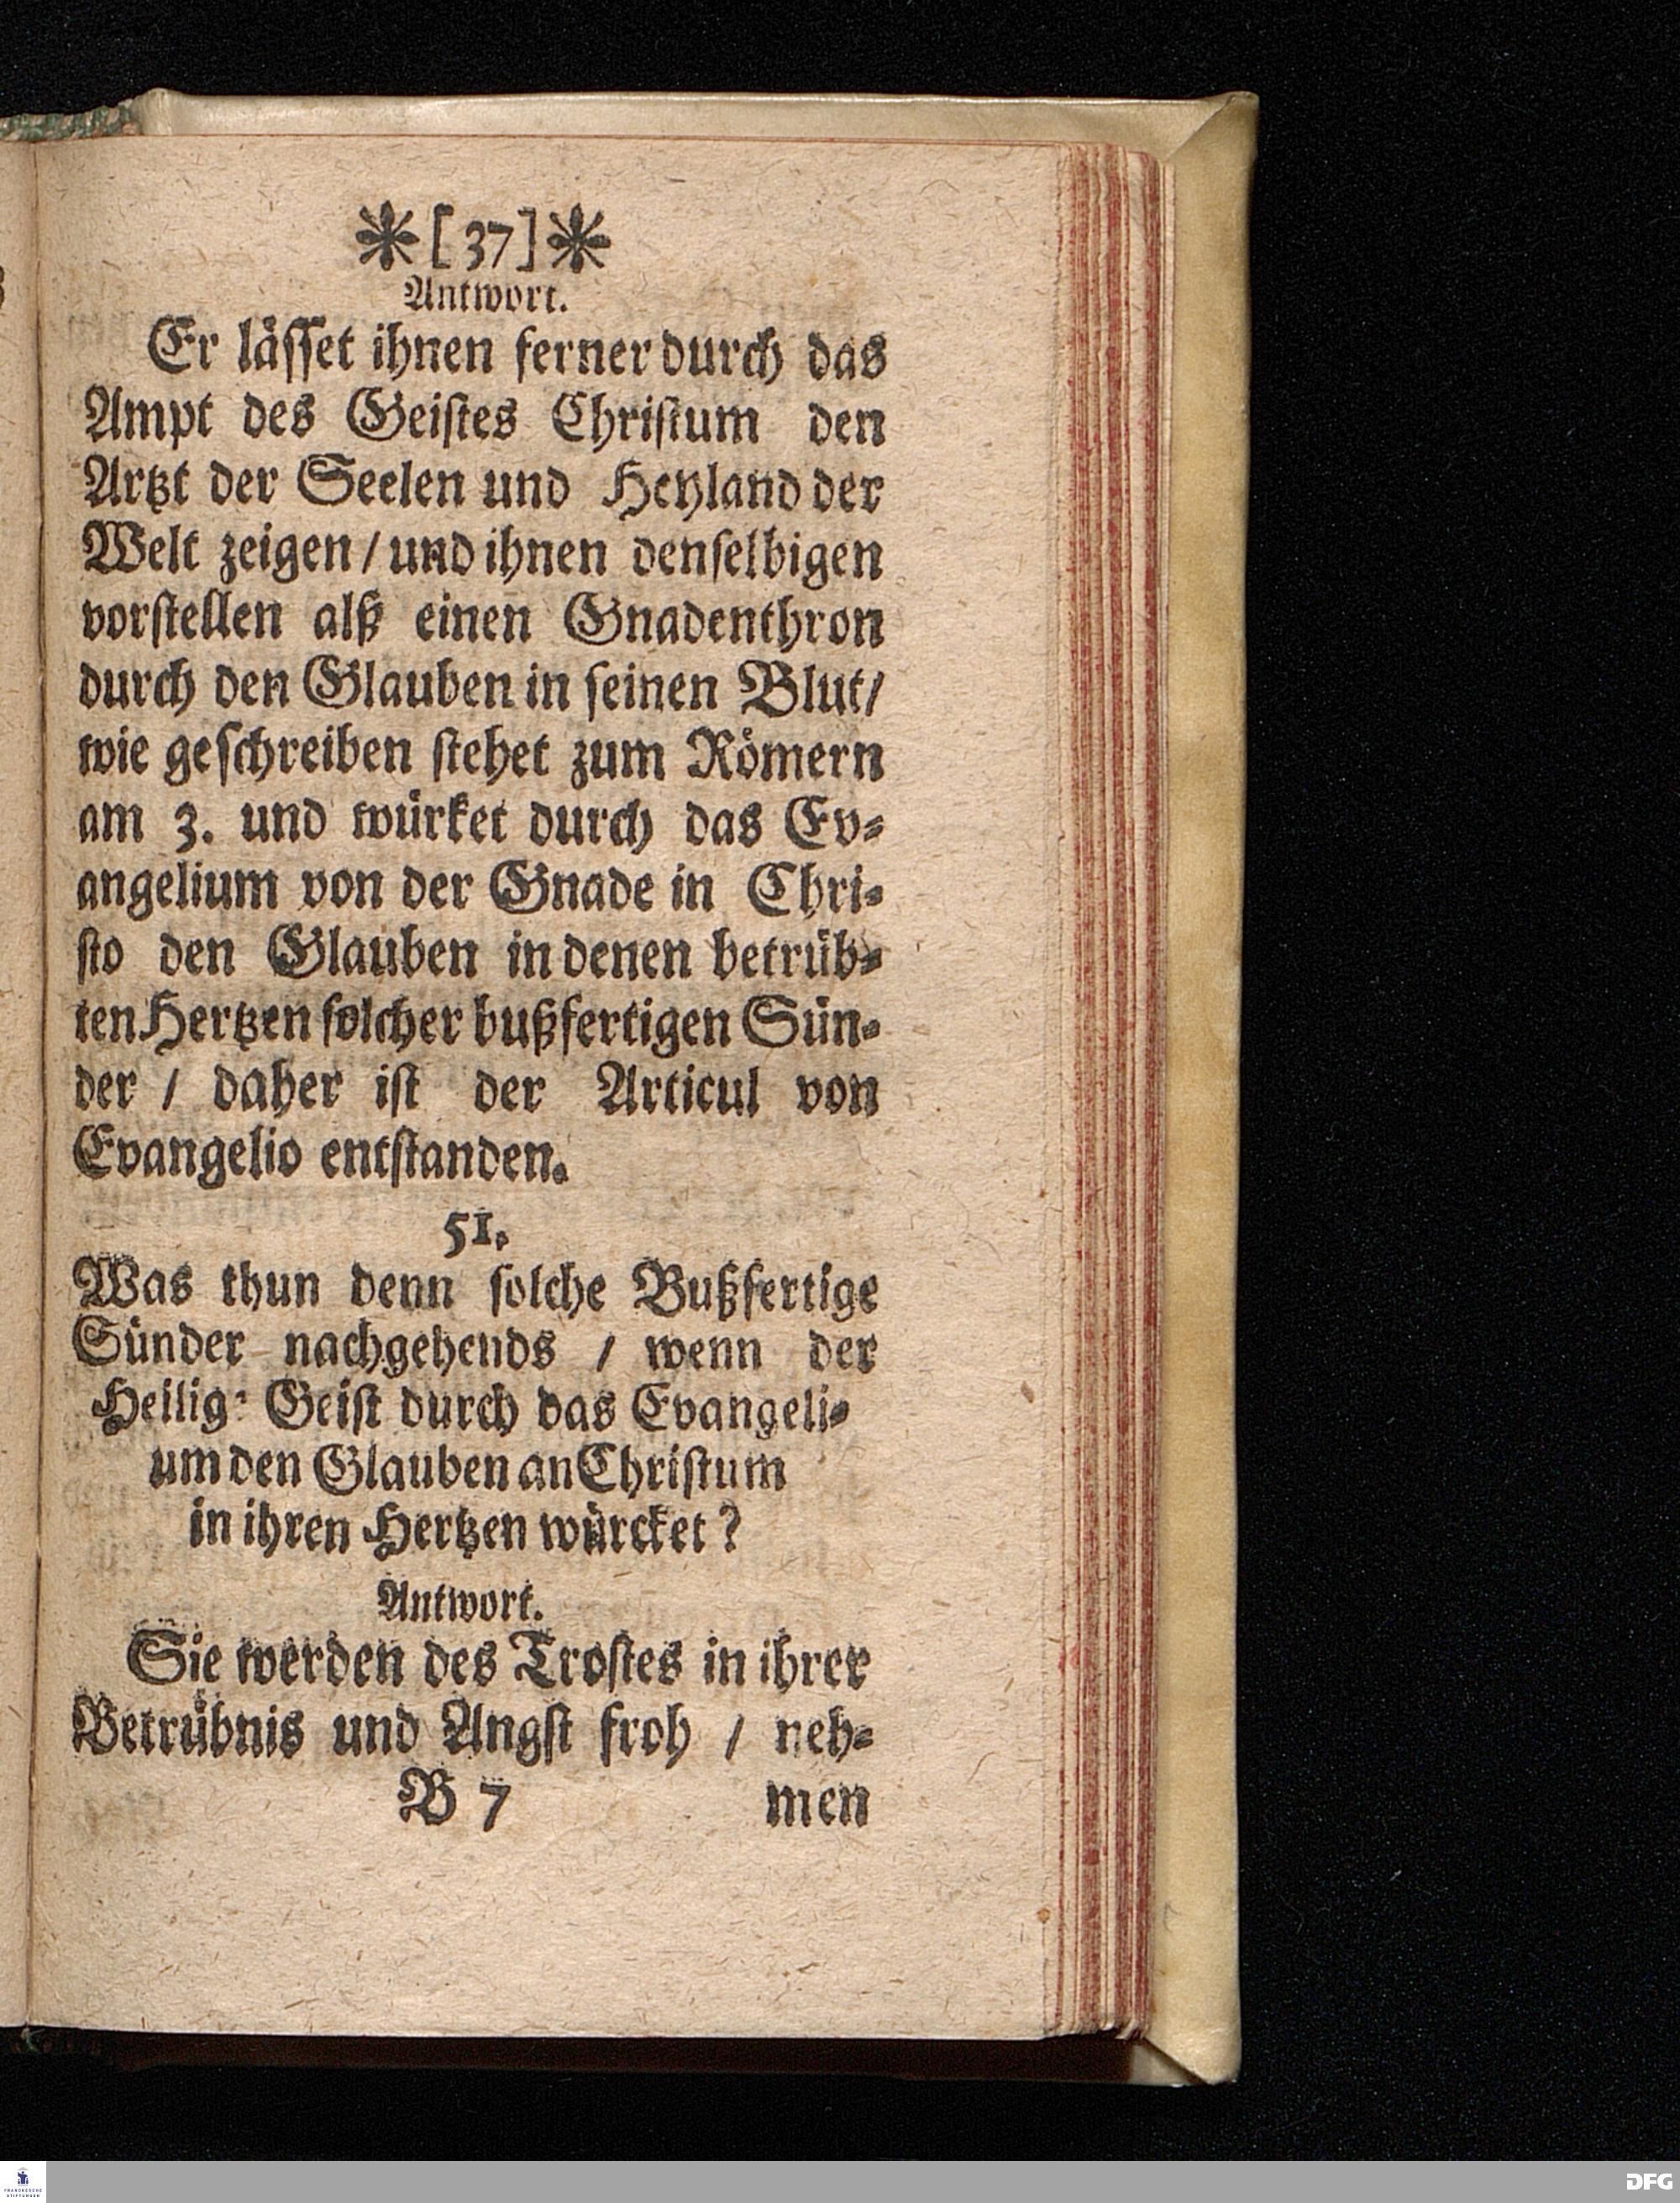 *[37]*
Antwort.
Er läſſet ihnen ferner durch das
Ampt des Geiſtes Chriſtum den
Artzt der Seelen und Heyland der
Welt zeigen / und ihnen denſelbigen
vorſtellen alß einen Gnadenthron
durch den Glauben in ſeinen Blut /
wie geſchreiben ſtehet zum Römern
am 3. und würket durch das Ev-
angelium von der Gnade in Chri-
ſto den Glauben in denen betrüb-
ten Hertzen ſolcher bußfertigen Sün-
der / daher iſt der Articul von
Evangelio entſtanden.
51.
Was thun denn ſolche Bußfertige
Sünder nachgehends / wenn der
Heilig: Geiſt durch das Evangeli-
um den Glauben an Chriſtum
in ihren Hertzen würcket?
Antwort.
Sie werden des Troſtes in ihrer
Betrübnis und Angſt froh / neh-
B 7 men
FRANCKESCHE
STIFTUNGEN
DFG